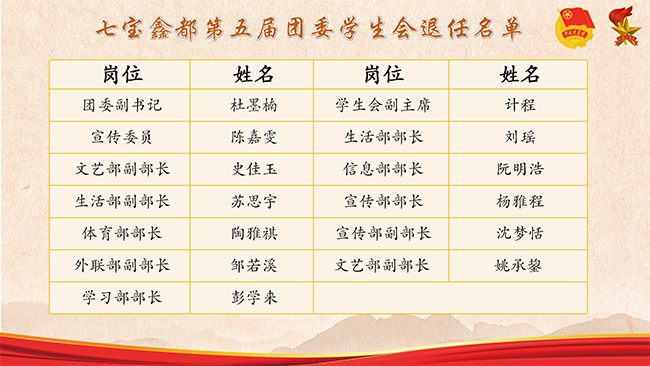 七宝鑫都第五届团委学生会退任名单
岗位 姓名 岗位 姓名
团委副书记 杜墨楠 学生会副主席 计程
宣传委员 陈嘉雯 生活部部长 刘瑶
文艺部副部长 史佳玉 信息部部长 阮明浩
生活部副部长 苏思宇 宣传部部长 杨雅程
体育部部长 陶雅祺 宣传部副部长 沈梦恬
外联部副部长 邹若溪 文艺部副部长 姚承鋆
学习部部长 彭学来